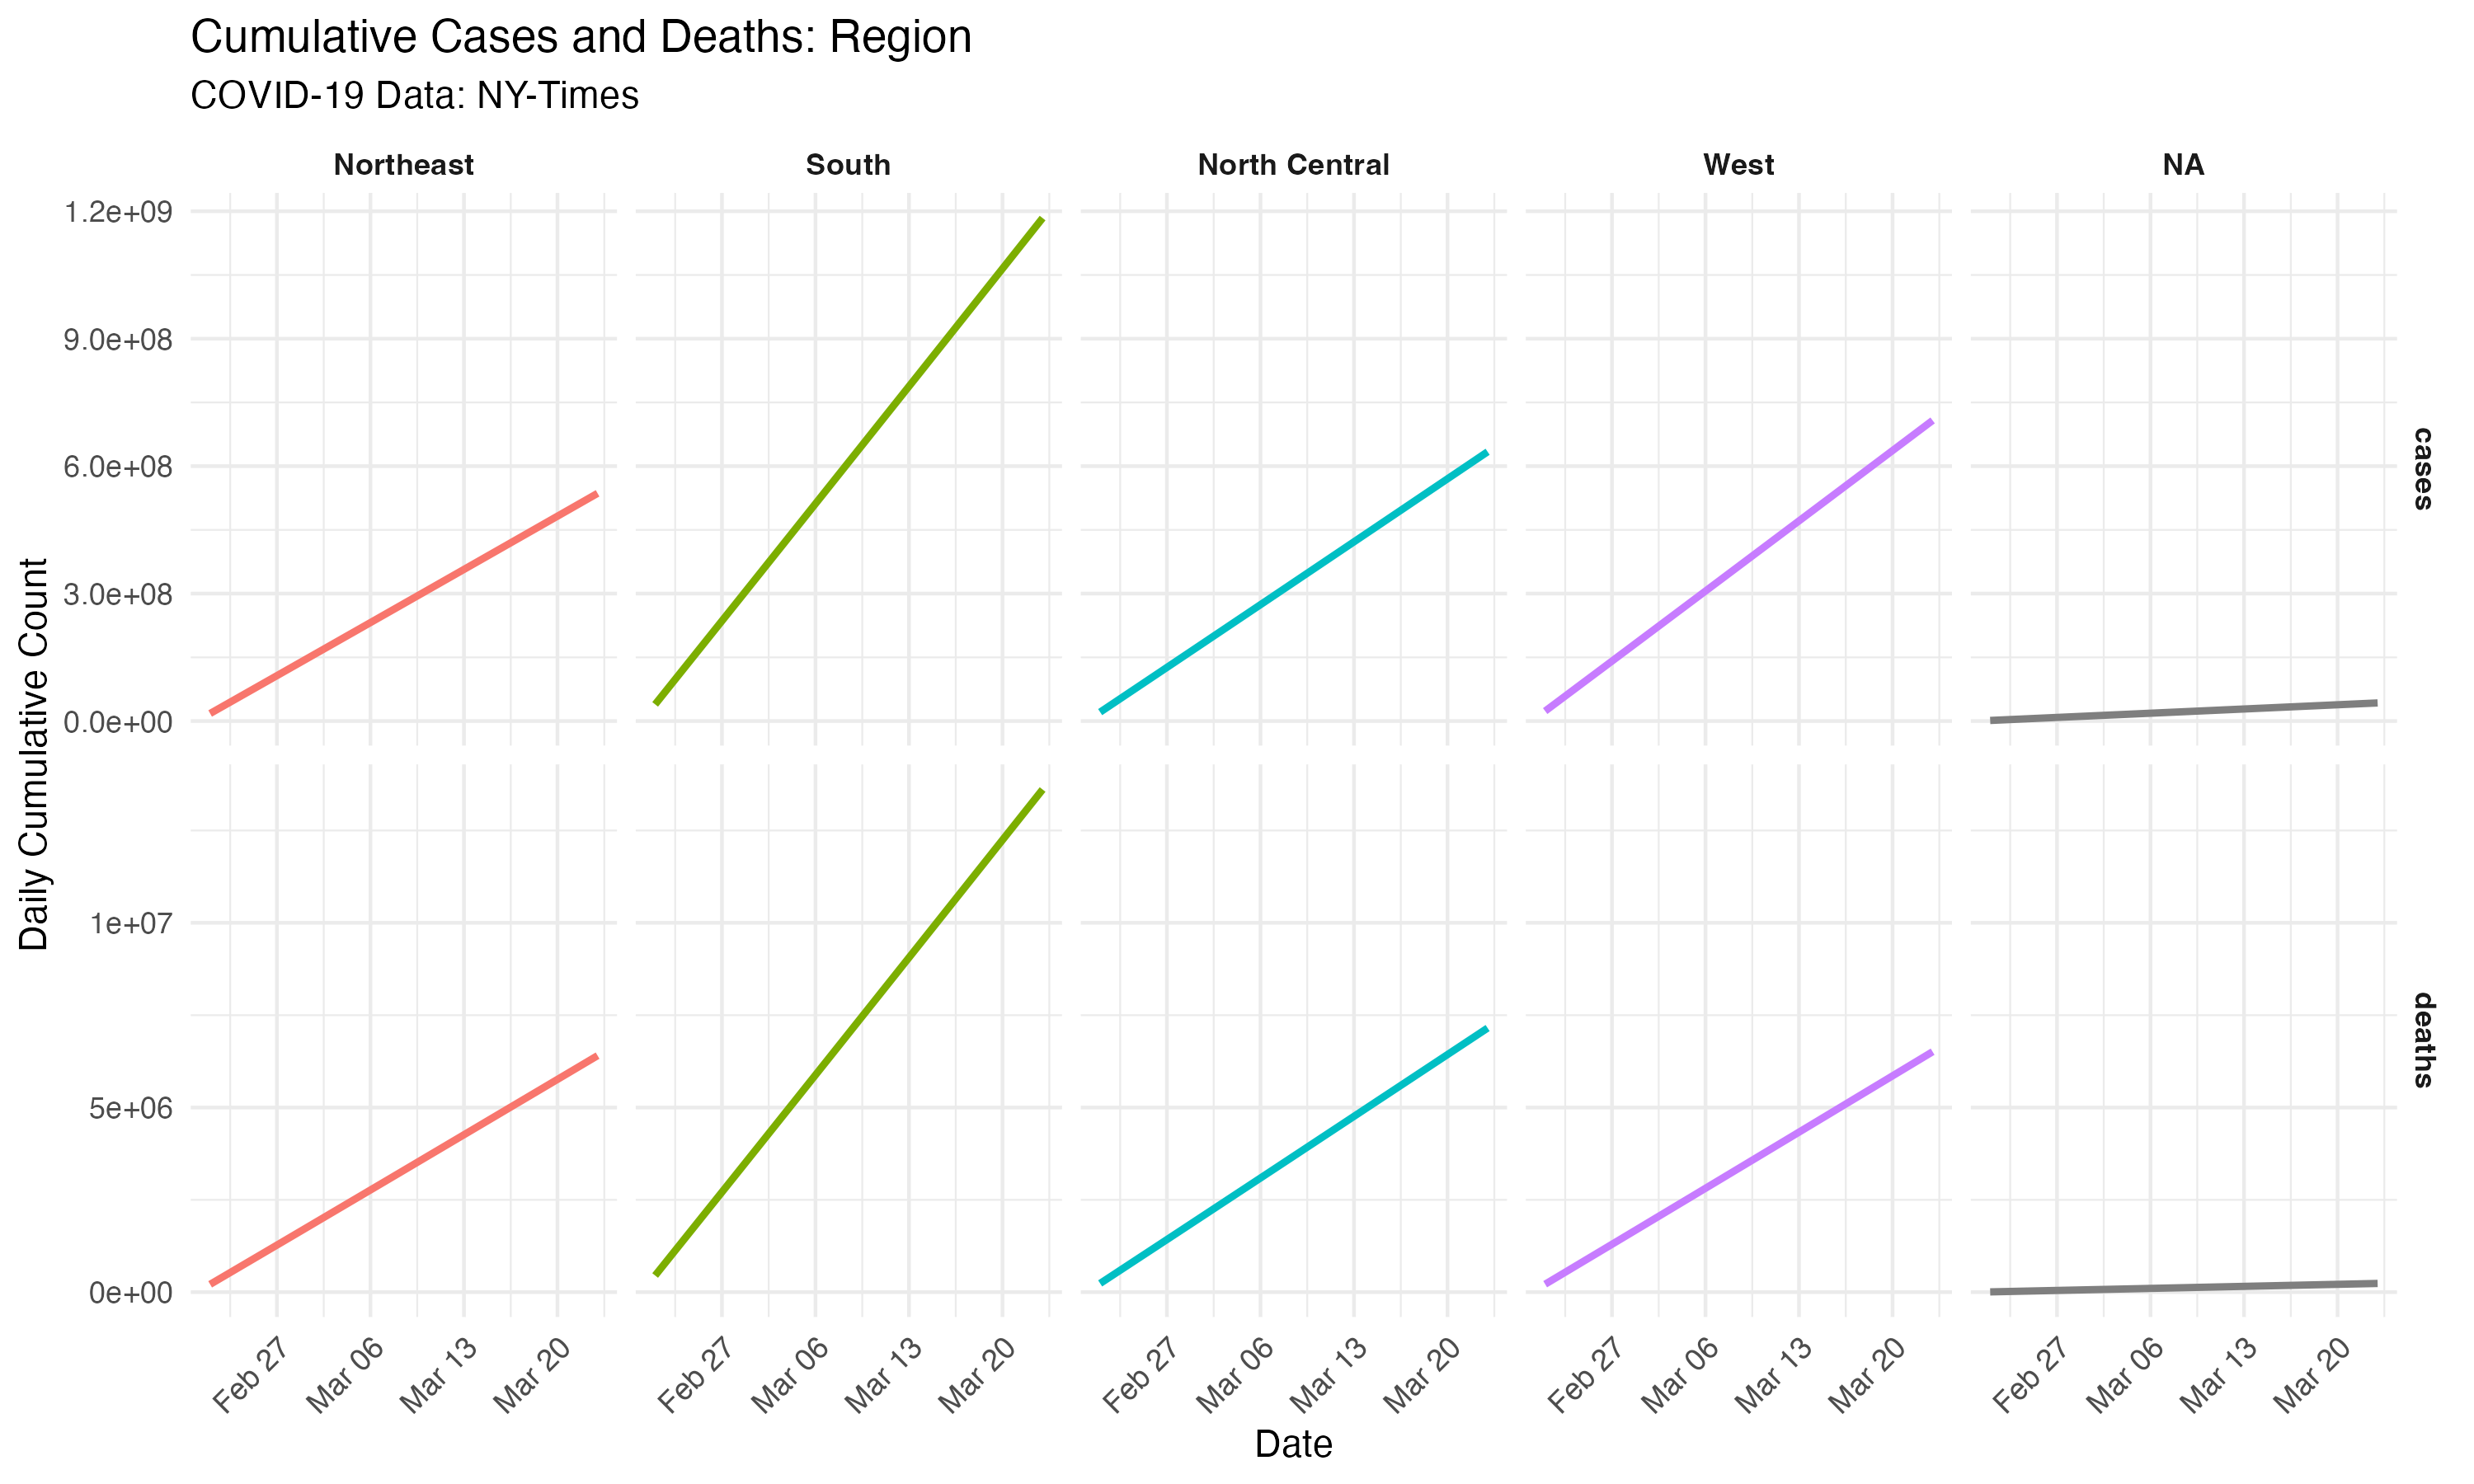 Cumulative Cases and Deaths: Region
COVID-19 Data: NY-Times
Northeast South North Central West NA
1.2e+09
9.0e+08
6.0e+08
3.0e+08
0.0e+00
cases
Daily Cumulative Count
1e+07
5e+06
0e+00
deaths
Feb 27 Mar 06 Mar 13 Mar 20 Feb 27 Mar 06 Mar 13 Mar 20 Feb 27 Mar 06 Mar 13 Mar 20 Feb 27 Mar 06 Mar 13 Mar 20 Feb 27 Mar 06 Mar 13 Mar 20
Date